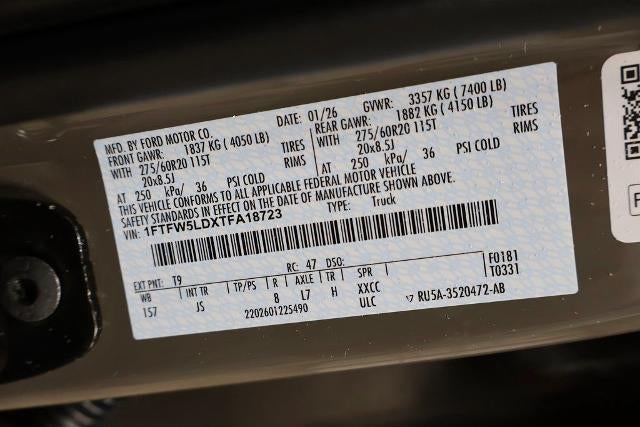 MFD. BY FORD MOTOR CO.
DATE: 01/26 GVWR: 3357 KG ( 7400 LB)
FRONT GAWR: 1837 KG ( 4050 LB) REAR GAWR: 1882 KG ( 4150 LB)
WITH 275/60R20 115T TIRES 275/60R20 115T TIRES
20x8.5J RIMS 20x8.5J RIMS
AT 250 kPa/ 36 PSI COLD AT 250 kPa/ 36 PSI COLD
THIS VEHICLE CONFORMS TO ALL APPLICABLE FEDERAL MOTOR VEHICLE
SAFETY STANDARDS IN EFFECT ON THE DATE OF MANUFACTURE SHOWN ABOVE.
VIN: 1FTFW5LDXTFA18723 TYPE: Truck
EXT PNT: T9 RC: 47 DSO: F0181
WB INT TR TP/PS R AXLE TR SPR T0331
157 JS 8 L7 H XXCC
2202601225490 ULC RU5A-3520472-AB